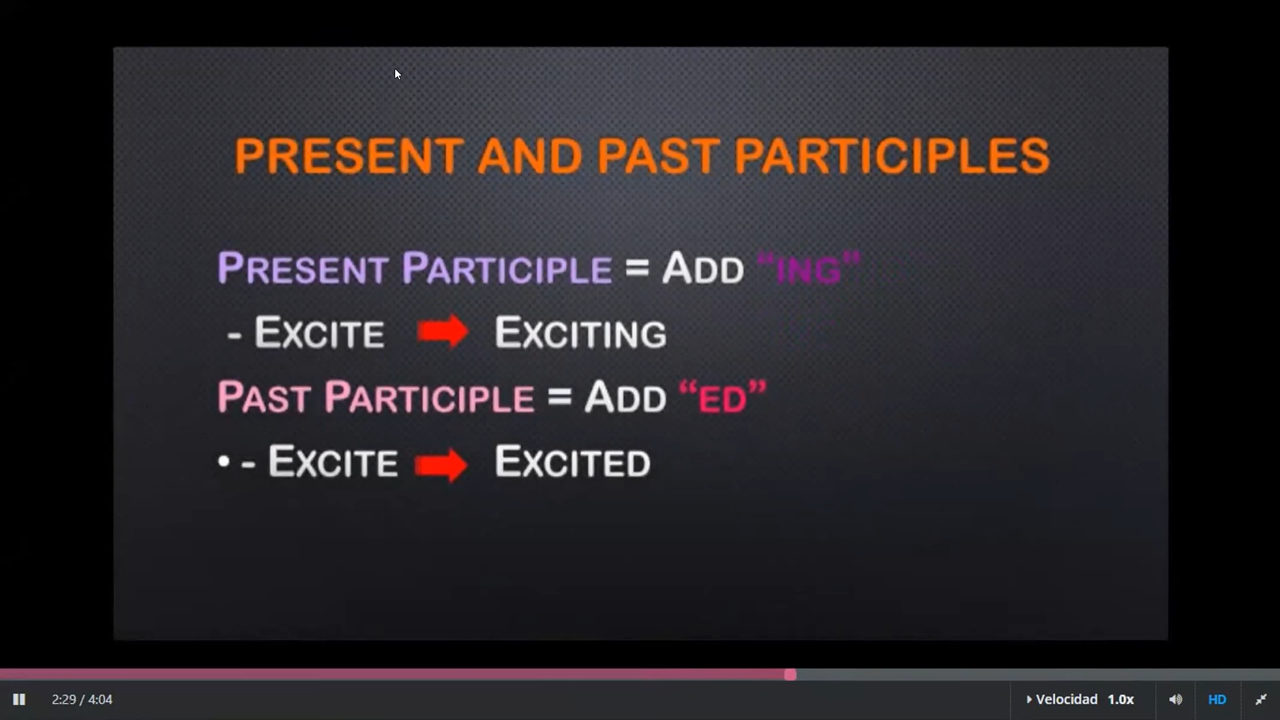 PRESENT AND PAST PARTICIPLES
PRESENT PARTICIPLE = ADD “ING”
- EXCITE EXCITING
PAST PARTICIPLE = ADD “ED”
• - EXCITE EXCITED
2:29 / 4:04 Velocidad 1.0x HD